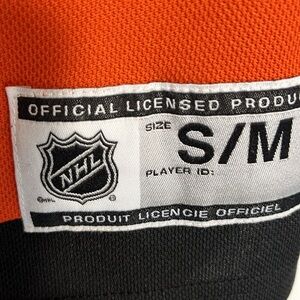 OFFICIAL LICENSED PRODU
SIZE S/M
PLAYER ID:
NHL
PRODUIT LICENCIE OFFICIEL